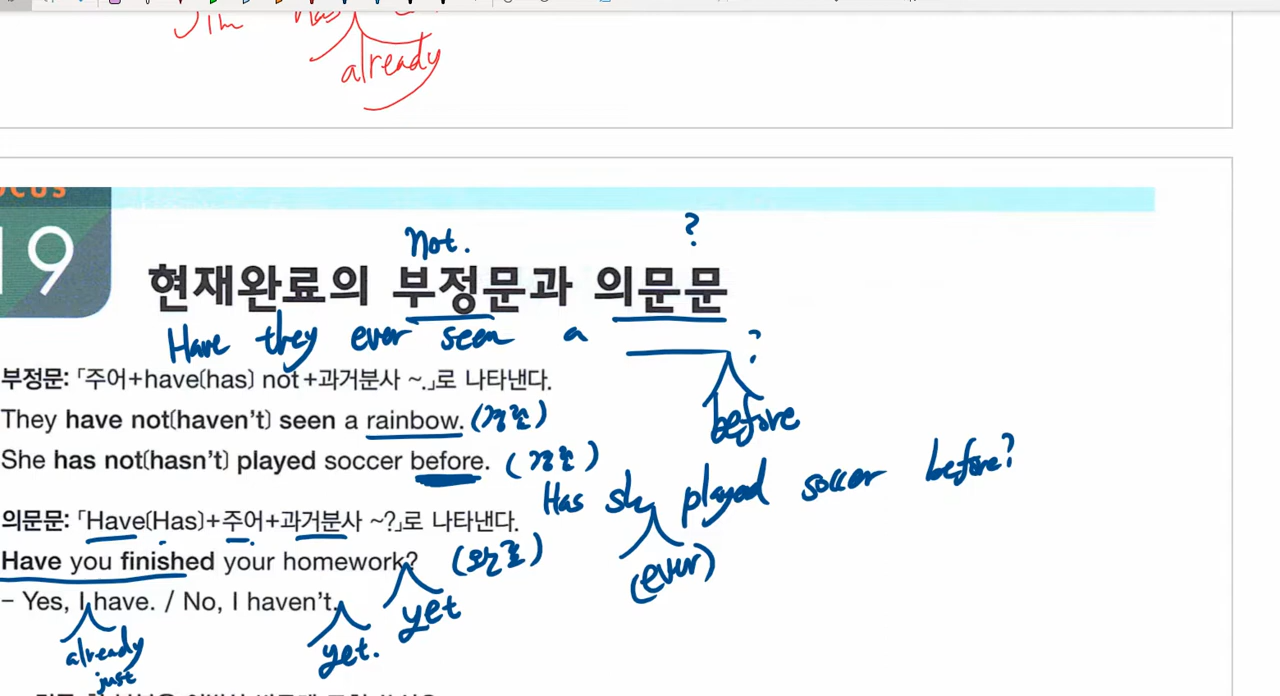 already
19
not.
?
현재완료의 부정문과 의문문
Have they ever seen a ?
부정문: 「주어+have(has) not+과거분사 ~.」로 나타낸다.
before
They have not(haven't) seen a rainbow. (경험)
She has not(hasn't) played soccer before. (경험)
Has she played soccer before?
의문문: 「Have(Has)+주어+과거분사 ~?」로 나타낸다.
Have you finished your homework? (완료)
(ever)
– Yes, I have. / No, I haven't.
yet
already
yet.
just